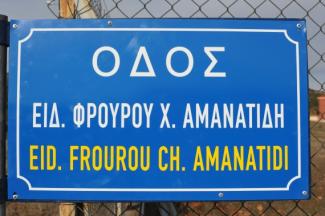 ΟΔΟΣ
ΕΙΔ. ΦΡΟΥΡΟΥ Χ. ΑΜΑΝΑΤΙΔΗ
EID. FROUROU CH. AMANATIDI